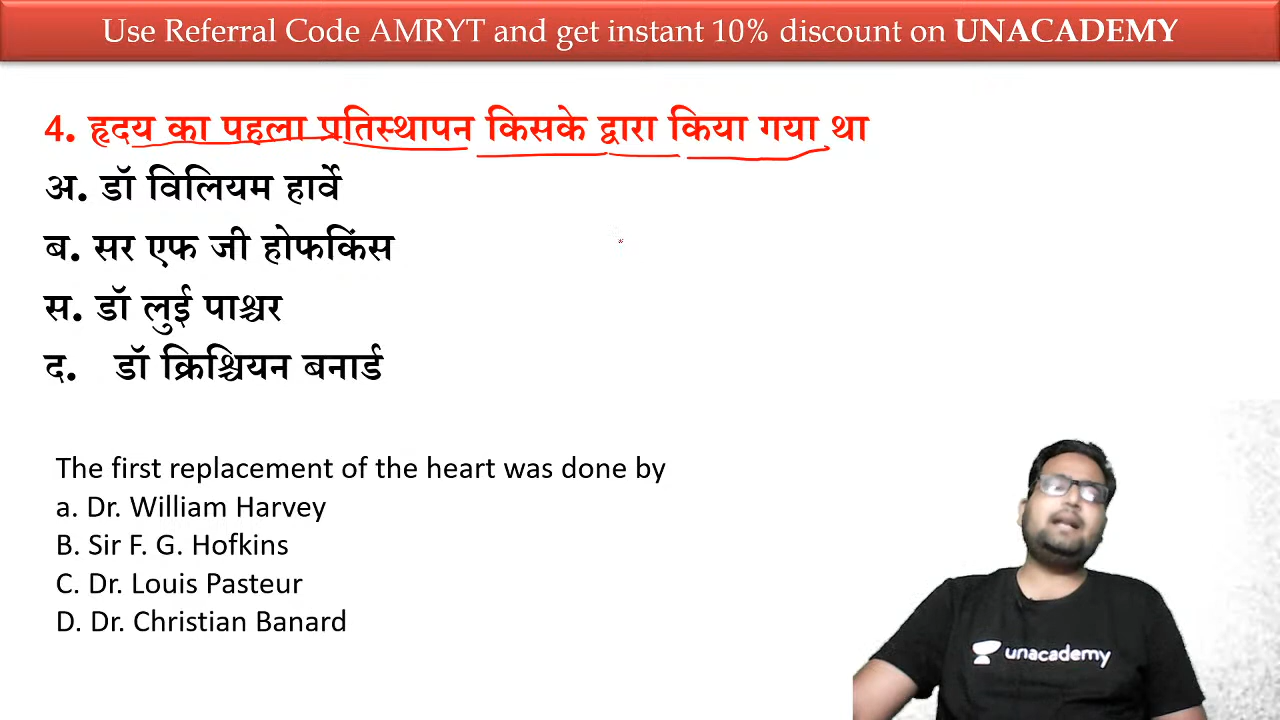 Use Referral Code AMRYT and get instant 10% discount on UNACADEMY
4. हृदय का पहला प्रतिस्थापन किसके द्वारा किया गया था
अ. डॉ विलियम हार्वे
ब. सर एफ जी होफकिंस
स. डॉ लुई पाश्चर
द. डॉ क्रिश्चियन बनार्ड
The first replacement of the heart was done by
a. Dr. William Harvey
B. Sir F. G. Hofkins
C. Dr. Louis Pasteur
D. Dr. Christian Banard
unacademy